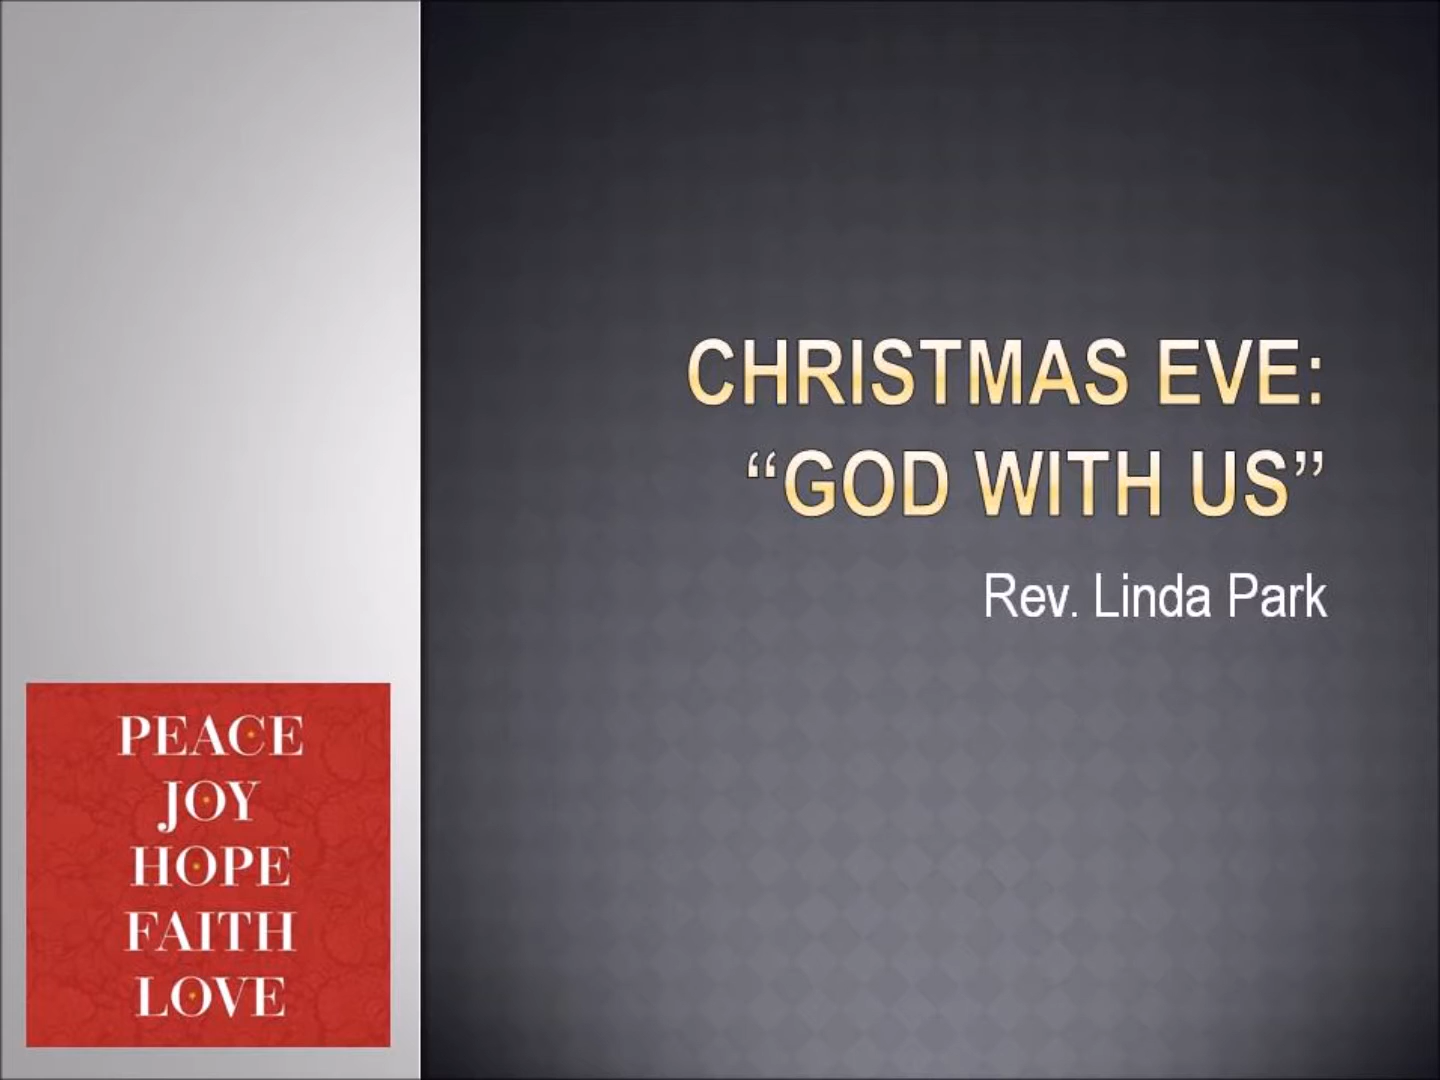 CHRISTMAS EVE:
“GOD WITH US”
Rev. Linda Park
PEACE
JOY
HOPE
FAITH
LOVE